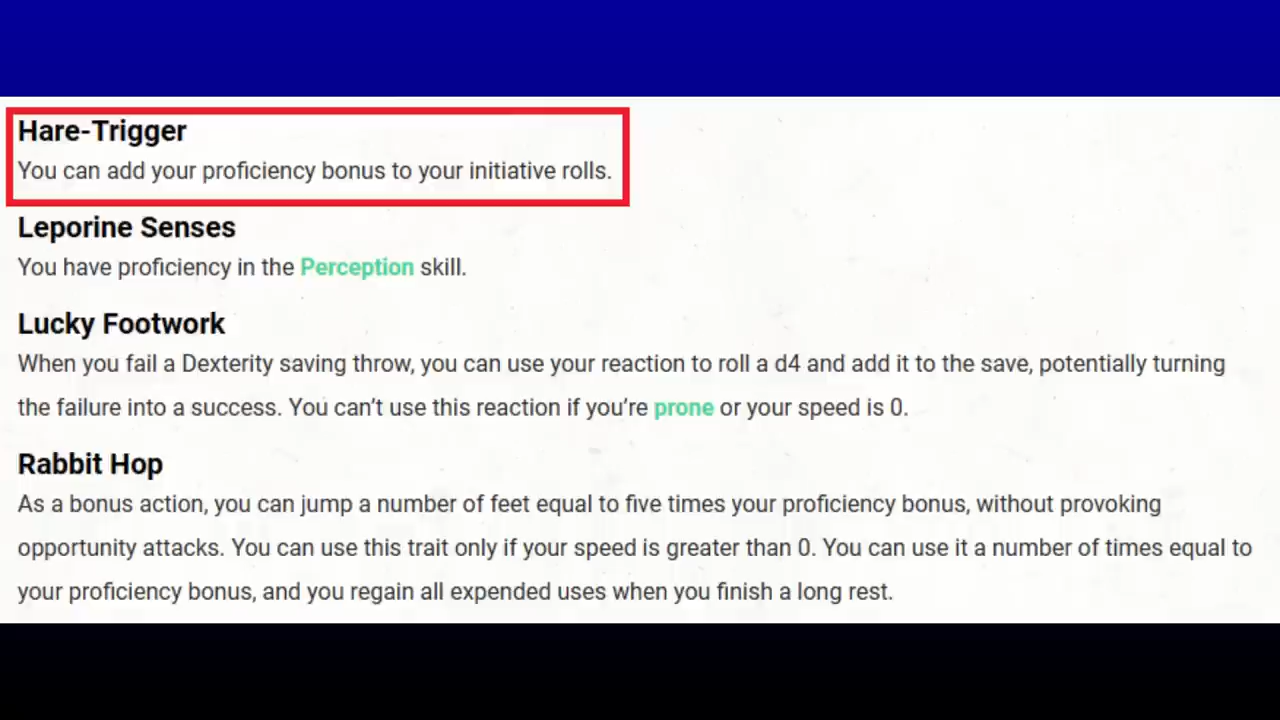 Hare-Trigger
You can add your proficiency bonus to your initiative rolls.
Leporine Senses
You have proficiency in the Perception skill.
Lucky Footwork
When you fail a Dexterity saving throw, you can use your reaction to roll a d4 and add it to the save, potentially turning
the failure into a success. You can’t use this reaction if you’re prone or your speed is 0.
Rabbit Hop
As a bonus action, you can jump a number of feet equal to five times your proficiency bonus, without provoking
opportunity attacks. You can use this trait only if your speed is greater than 0. You can use it a number of times equal to
your proficiency bonus, and you regain all expended uses when you finish a long rest.